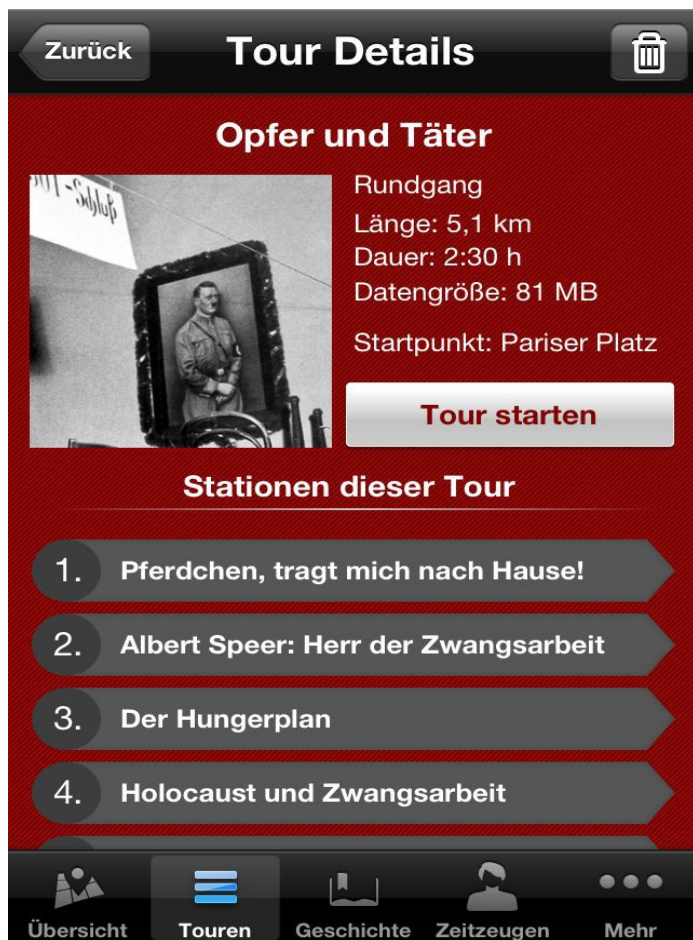 Zurück
Tour Details
Opfer und Täter
Rundgang
Länge: 5,1 km
Dauer: 2:30 h
Datengröße: 81 MB
Startpunkt: Pariser Platz
Tour starten
Stationen dieser Tour
1. Pferdchen, tragt mich nach Hause!
2. Albert Speer: Herr der Zwangsarbeit
3. Der Hungerplan
4. Holocaust und Zwangsarbeit
Übersicht
Touren
Geschichte
Zeitzeugen
Mehr